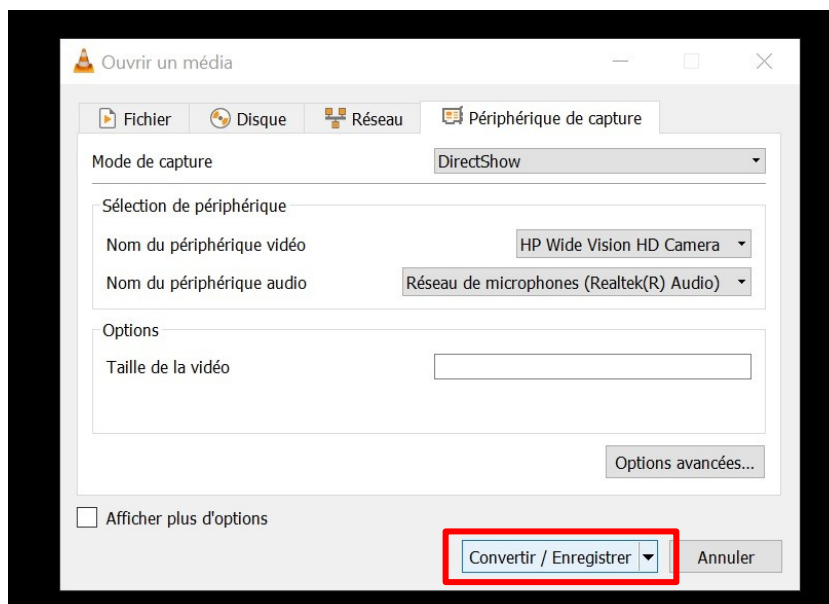 Ouvrir un média
Fichier Disque Réseau Périphérique de capture
Mode de capture DirectShow
Sélection de périphérique
Nom du périphérique vidéo HP Wide Vision HD Camera
Nom du périphérique audio Réseau de microphones (Realtek(R) Audio)
Options
Taille de la vidéo
Options avancées...
Afficher plus d'options
Convertir / Enregistrer Annuler